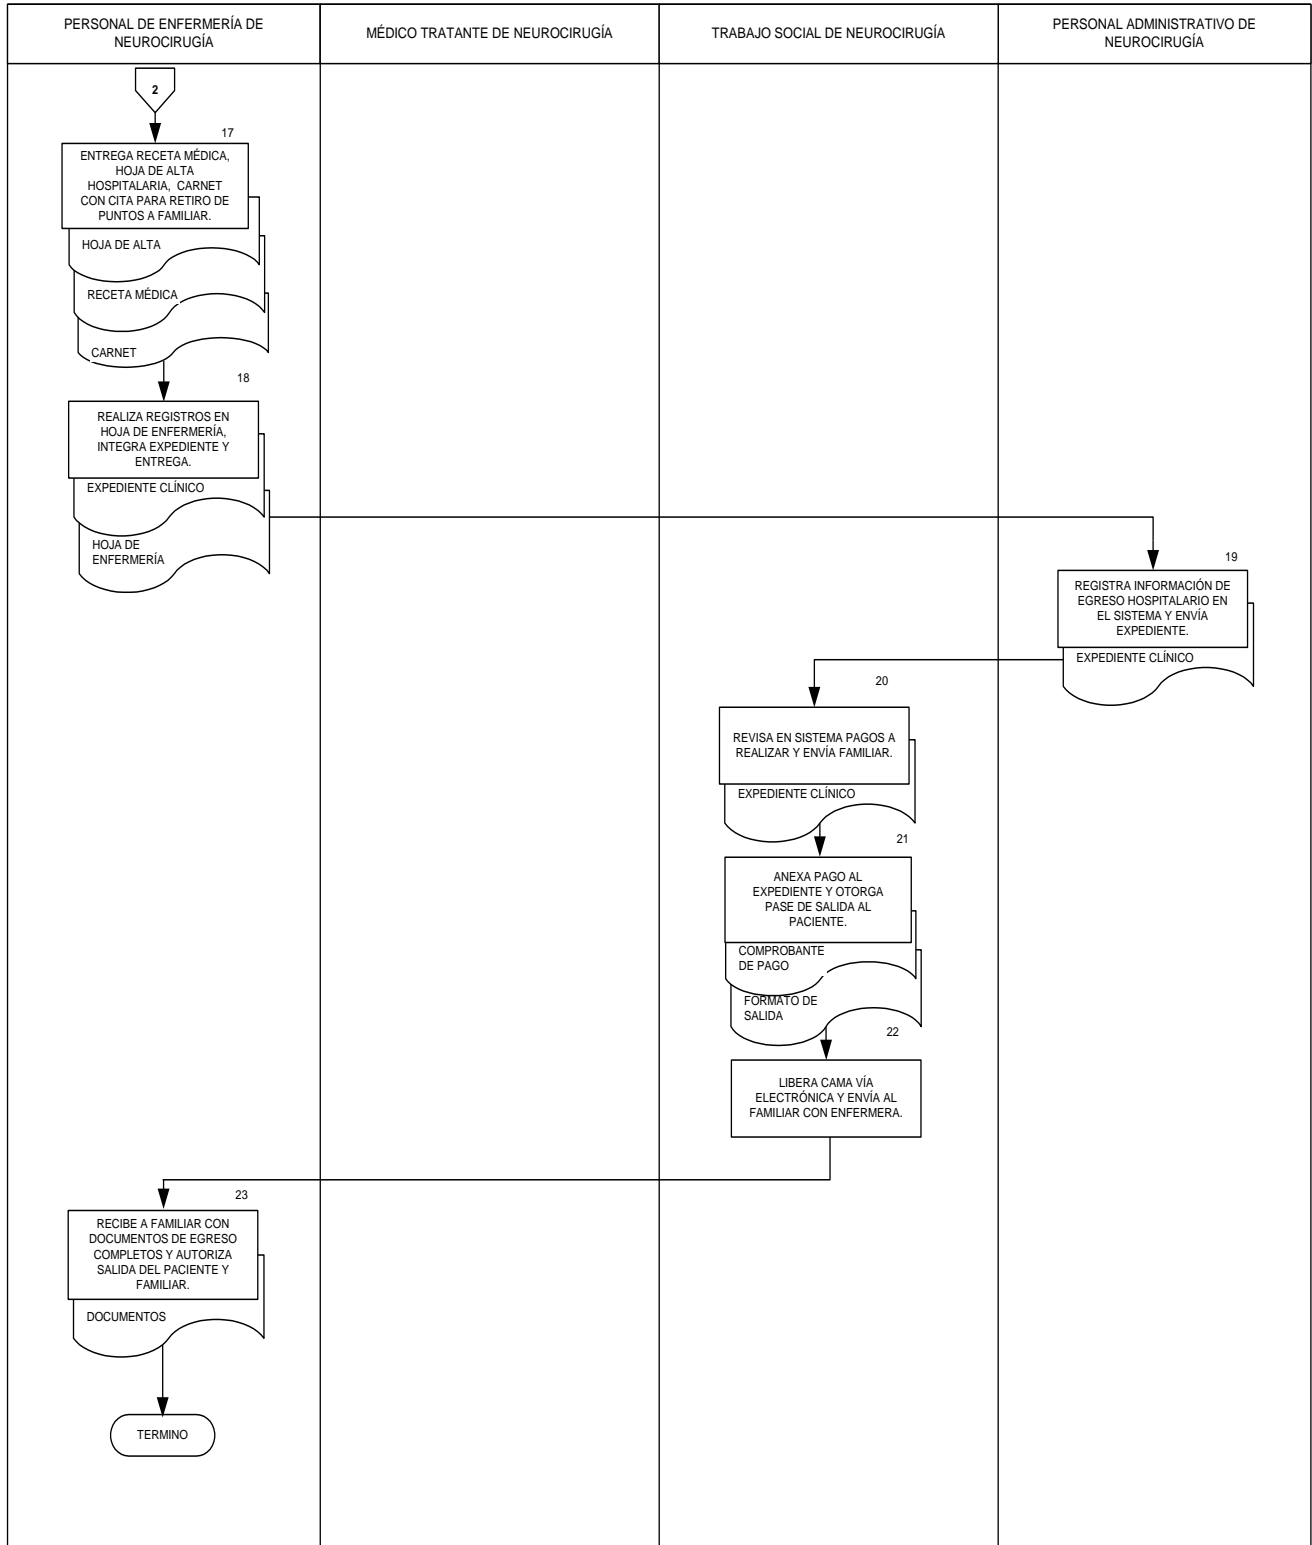 PERSONAL DE ENFERMERÍA DE
NEUROCIRUGÍA
MÉDICO TRATANTE DE NEUROCIRUGÍA
TRABAJO SOCIAL DE NEUROCIRUGÍA
PERSONAL ADMINISTRATIVO DE
NEUROCIRUGÍA
2
17
ENTREGA RECETA MÉDICA,
HOJA DE ALTA
HOSPITALARIA, CARNET
CON CITA PARA RETIRO DE
PUNTOS A FAMILIAR.
HOJA DE ALTA
RECETA MÉDICA
CARNET
18
REALIZA REGISTROS EN
HOJA DE ENFERMERÍA,
INTEGRA EXPEDIENTE Y
ENTREGA.
EXPEDIENTE CLÍNICO
HOJA DE
ENFERMERÍA
19
REGISTRA INFORMACIÓN DE
EGRESO HOSPITALARIO EN
EL SISTEMA Y ENVÍA
EXPEDIENTE.
EXPEDIENTE CLÍNICO
20
REVISA EN SISTEMA PAGOS A
REALIZAR Y ENVÍA FAMILIAR.
EXPEDIENTE CLÍNICO
21
ANEXA PAGO AL
EXPEDIENTE Y OTORGA
PASE DE SALIDA AL
PACIENTE.
COMPROBANTE
DE PAGO
FORMATO DE
SALIDA
22
LIBERA CAMA VÍA
ELECTRÓNICA Y ENVÍA AL
FAMILIAR CON ENFERMERA.
23
RECIBE A FAMILIAR CON
DOCUMENTOS DE EGRESO
COMPLETOS Y AUTORIZA
SALIDA DEL PACIENTE Y
FAMILIAR.
DOCUMENTOS
TERMINO